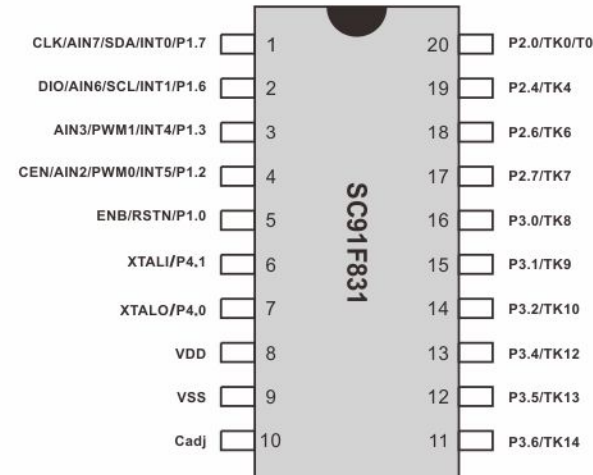 CLK/AIN7/SDA/INT0/P1.7 1 20 P2.0/TK0/T0
DIO/AIN6/SCL/INT1/P1.6 2 19 P2.4/TK4
AIN3/PWM1/INT4/P1.3 3 18 P2.6/TK6
CEN/AIN2/PWM0/INT5/P1.2 4 17 P2.7/TK7
ENB/RSTN/P1.0 5 16 P3.0/TK8
XTALI/P4.1 6 15 P3.1/TK9
XTALO/P4.0 7 14 P3.2/TK10
VDD 8 13 P3.4/TK12
VSS 9 12 P3.5/TK13
Cadj 10 11 P3.6/TK14
SC91F831